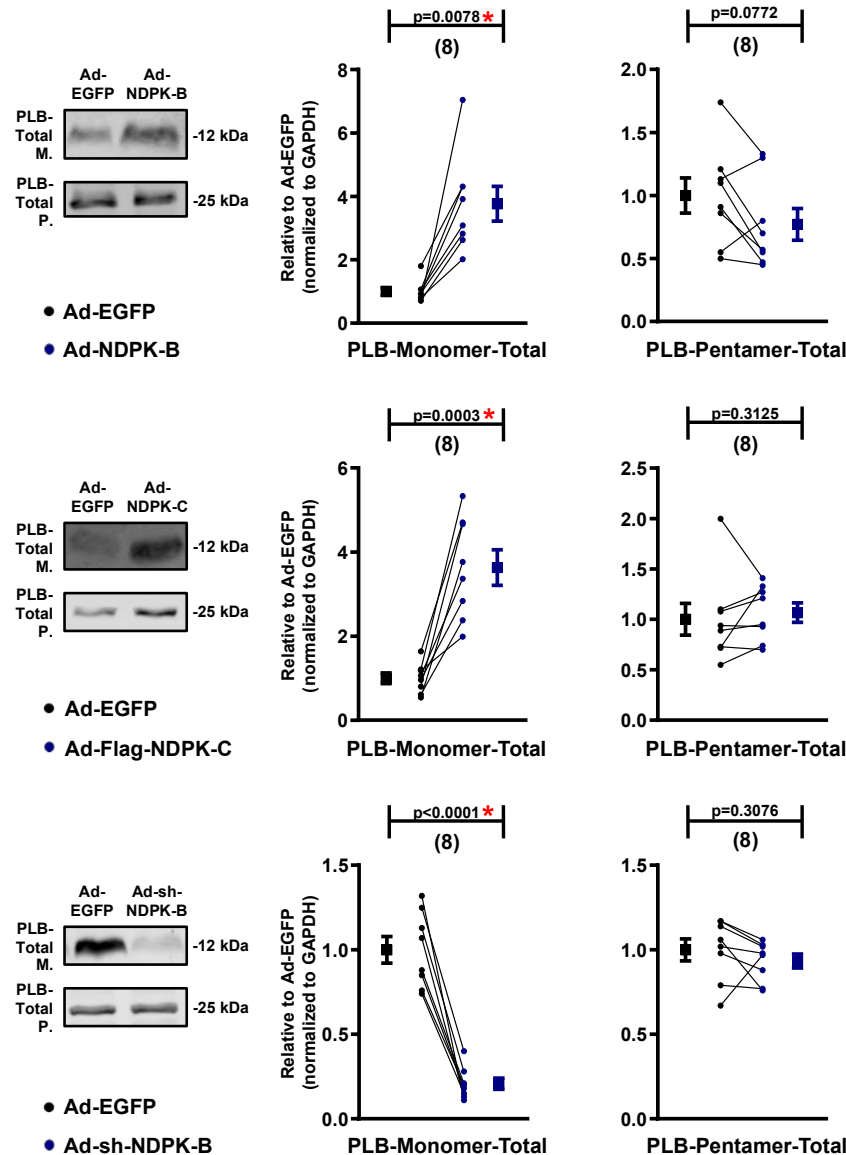 Ad-
EGFP
Ad-
NDPK-B
PLB-
Total
M.
-12 kDa
PLB-
Total
P.
-25 kDa
● Ad-EGFP
● Ad-NDPK-B
p=0.0078 *
(8)
Relative to Ad-EGFP
(normalized to GAPDH)
8
6
4
2
0
PLB-Monomer-Total
p=0.0772
(8)
2.0
1.5
1.0
0.5
0.0
PLB-Pentamer-Total
Ad-
EGFP
Ad-
NDPK-C
PLB-
Total
M.
-12 kDa
PLB-
Total
P.
-25 kDa
● Ad-EGFP
● Ad-Flag-NDPK-C
p=0.0003 *
(8)
Relative to Ad-EGFP
(normalized to GAPDH)
6
4
2
0
PLB-Monomer-Total
p=0.3125
(8)
2.5
2.0
1.5
1.0
0.5
0.0
PLB-Pentamer-Total
Ad-
EGFP
Ad-sh-
NDPK-B
PLB-
Total
M.
-12 kDa
PLB-
Total
P.
-25 kDa
● Ad-EGFP
● Ad-sh-NDPK-B
p<0.0001 *
(8)
Relative to Ad-EGFP
(normalized to GAPDH)
1.5
1.0
0.5
0.0
PLB-Monomer-Total
p=0.3076
(8)
1.5
1.0
0.5
0.0
PLB-Pentamer-Total